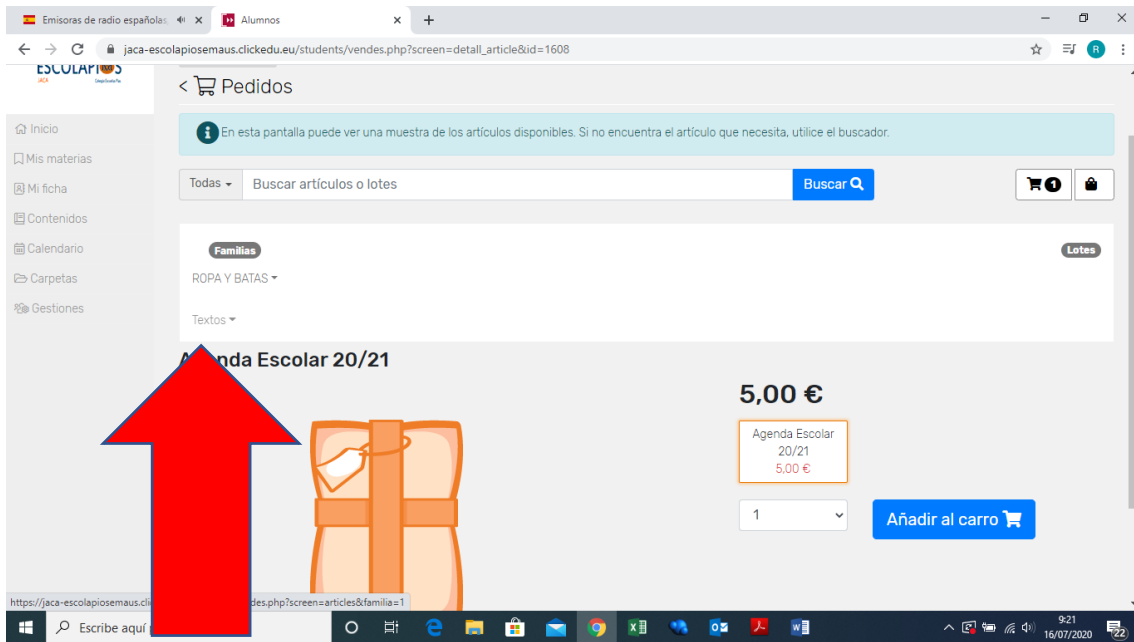 Emisoras de radio españolas
Alumnos
jaca-escolapiosemaus.clickedu.eu/students/vendes.php?screen=detall_article&id=1608
R
ESCOLAPIOS
JACA
< Pedidos
En esta pantalla puede ver una muestra de los artículos disponibles. Si no encuentra el artículo que necesita, utilice el buscador.
Inicio
Mis materias
Mi ficha
Contenidos
Calendario
Carpetas
Gestiones
Todas
Buscar artículos o lotes
Buscar
1
Familias
Lotes
ROPA Y BATAS
Textos
Agenda Escolar 20/21
5,00 €
Agenda Escolar
20/21
5,00 €
1
Añadir al carro
https://jaca-escolapiosemaus.cli des.php?screen=articles&familia=1
Escribe aquí
9:21
16/07/2020
22